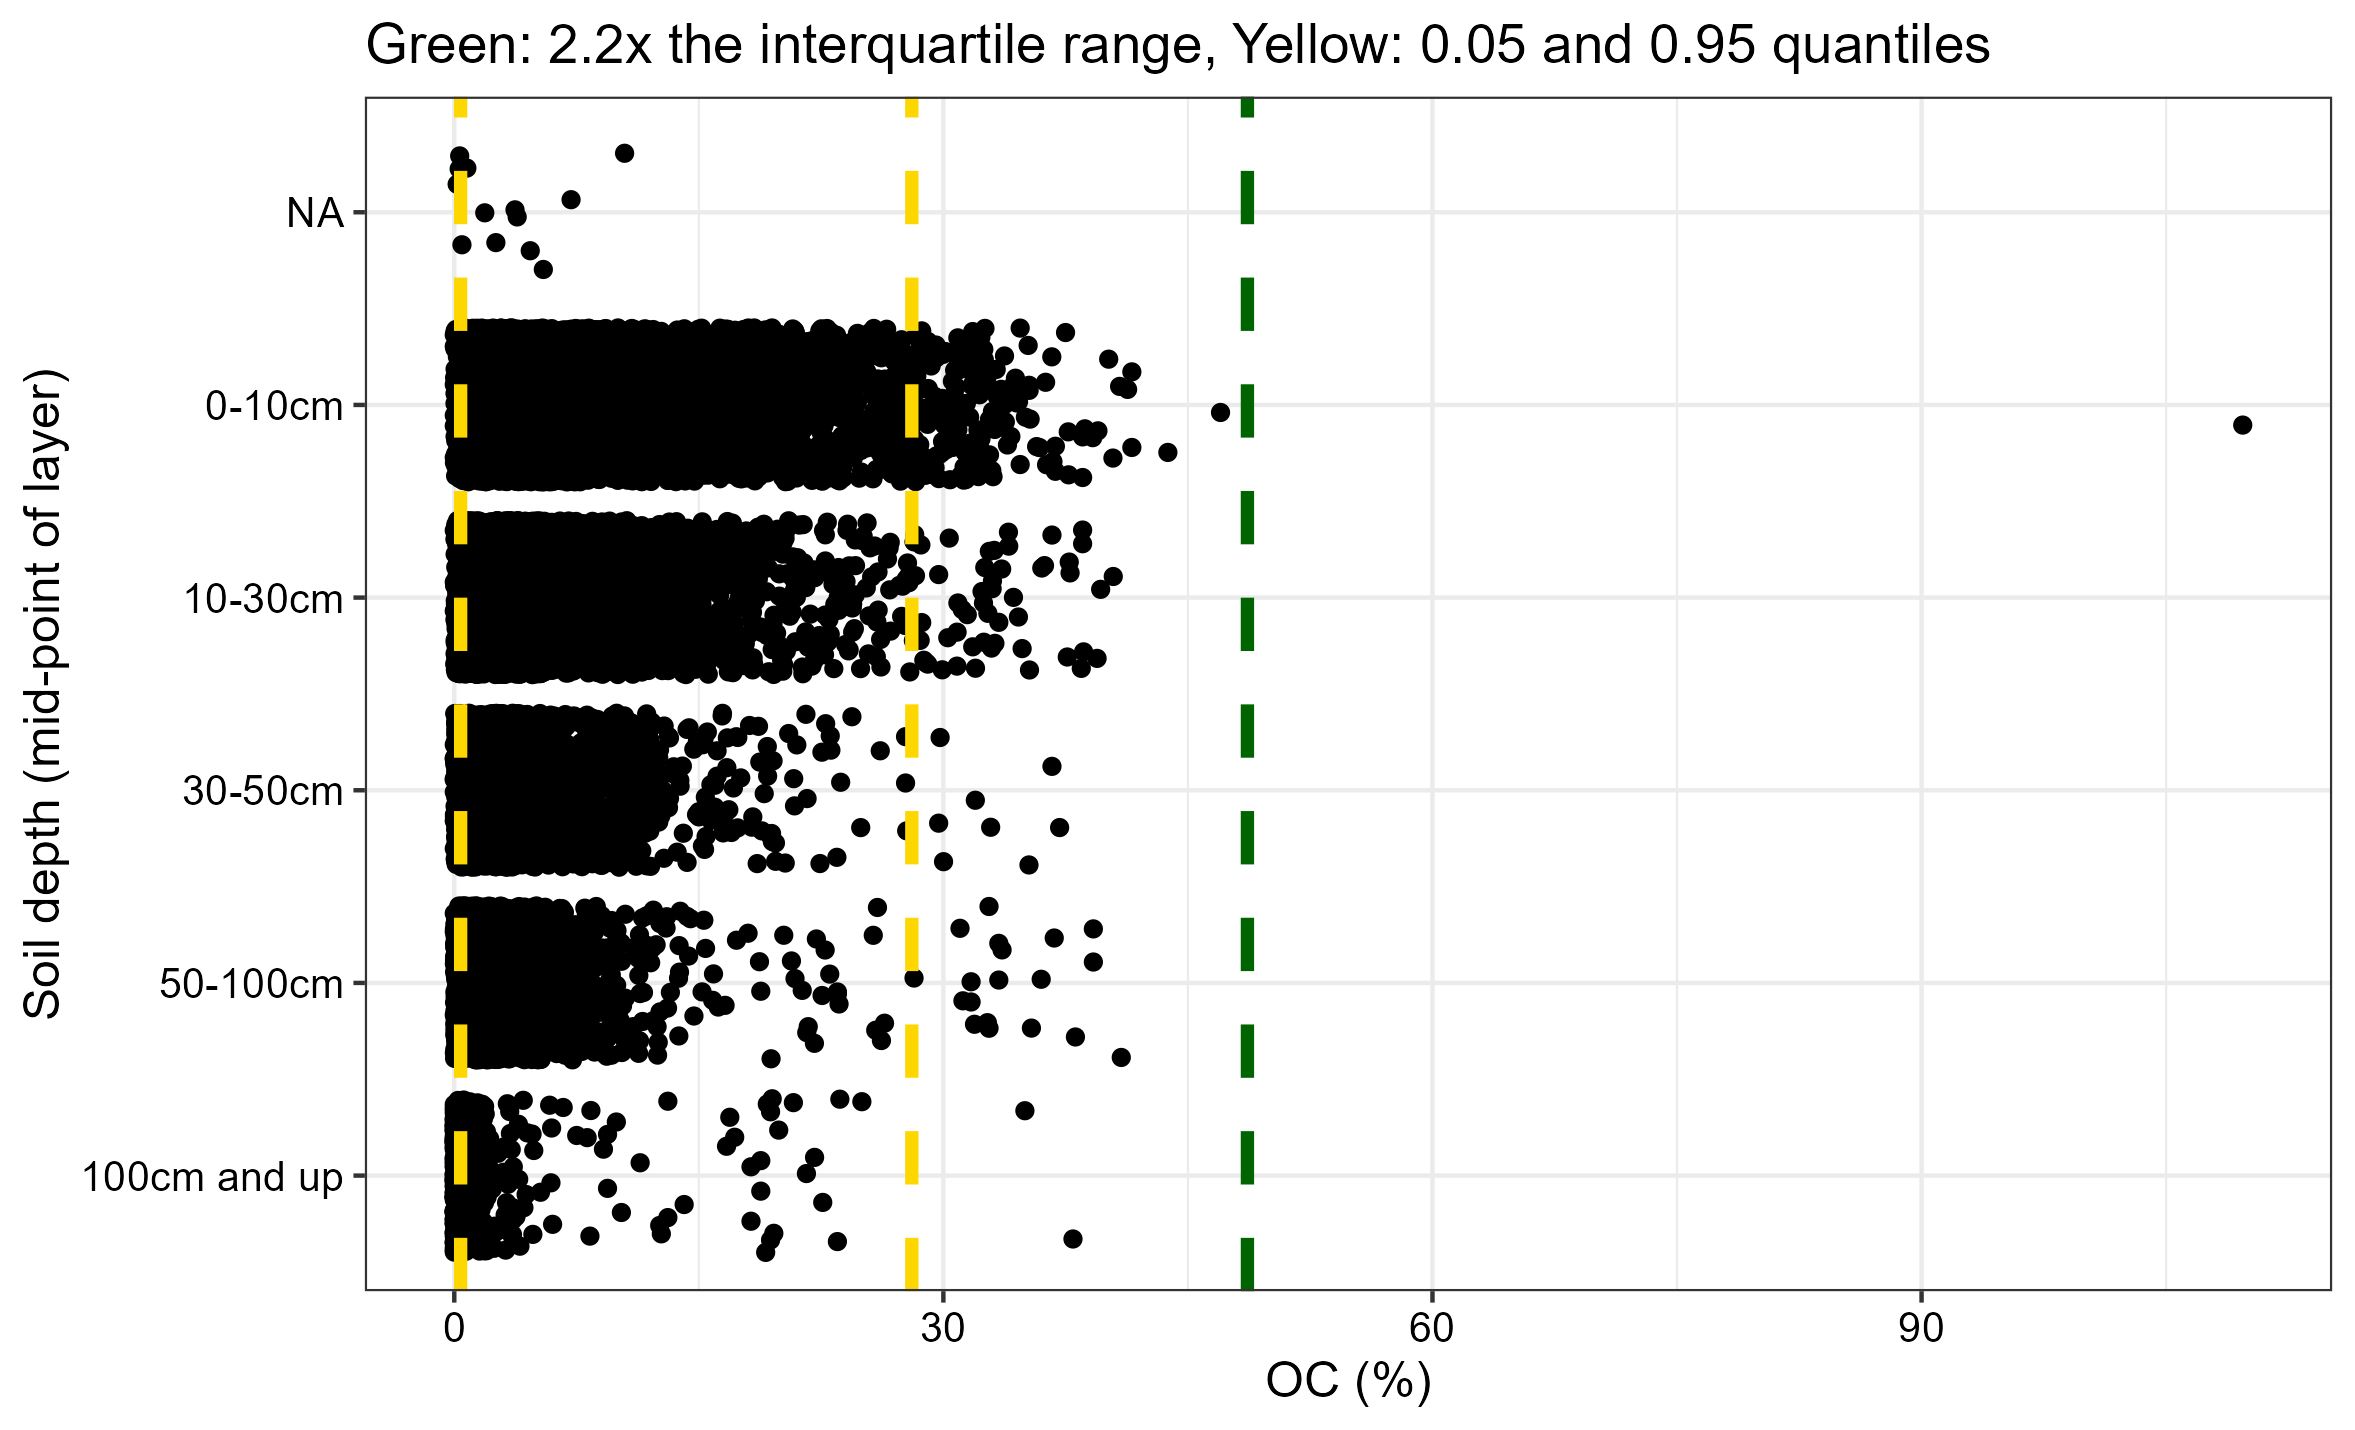 Green: 2.2x the interquartile range, Yellow: 0.05 and 0.95 quantiles
Soil depth (mid-point of layer)
NA
0-10cm
10-30cm
30-50cm
50-100cm
100cm and up
0
30
60
90
OC (%)